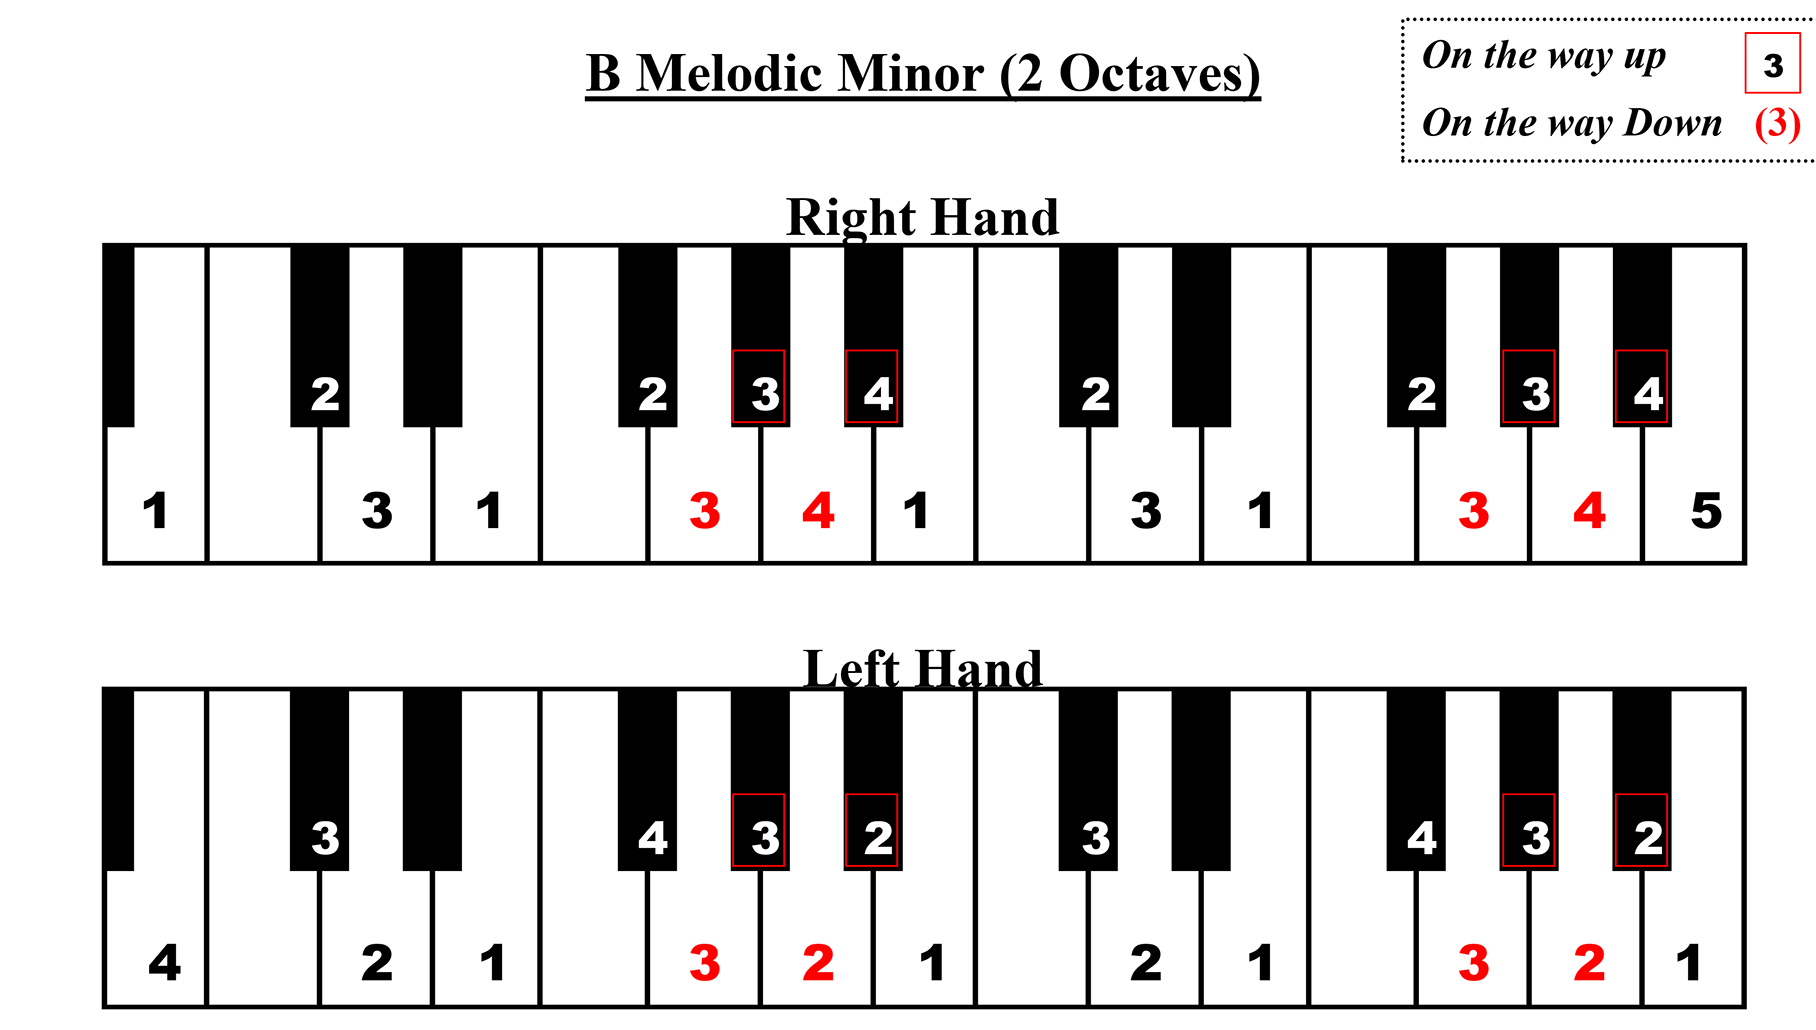 On the way up 3
B Melodic Minor (2 Octaves)
On the way Down (3)
Right Hand
2 2 3 4 2 2 3 4
1 3 1 3 4 1 3 1 3 4 5
Left Hand
3 4 3 2 3 4 3 2
4 2 1 3 2 1 2 1 3 2 1